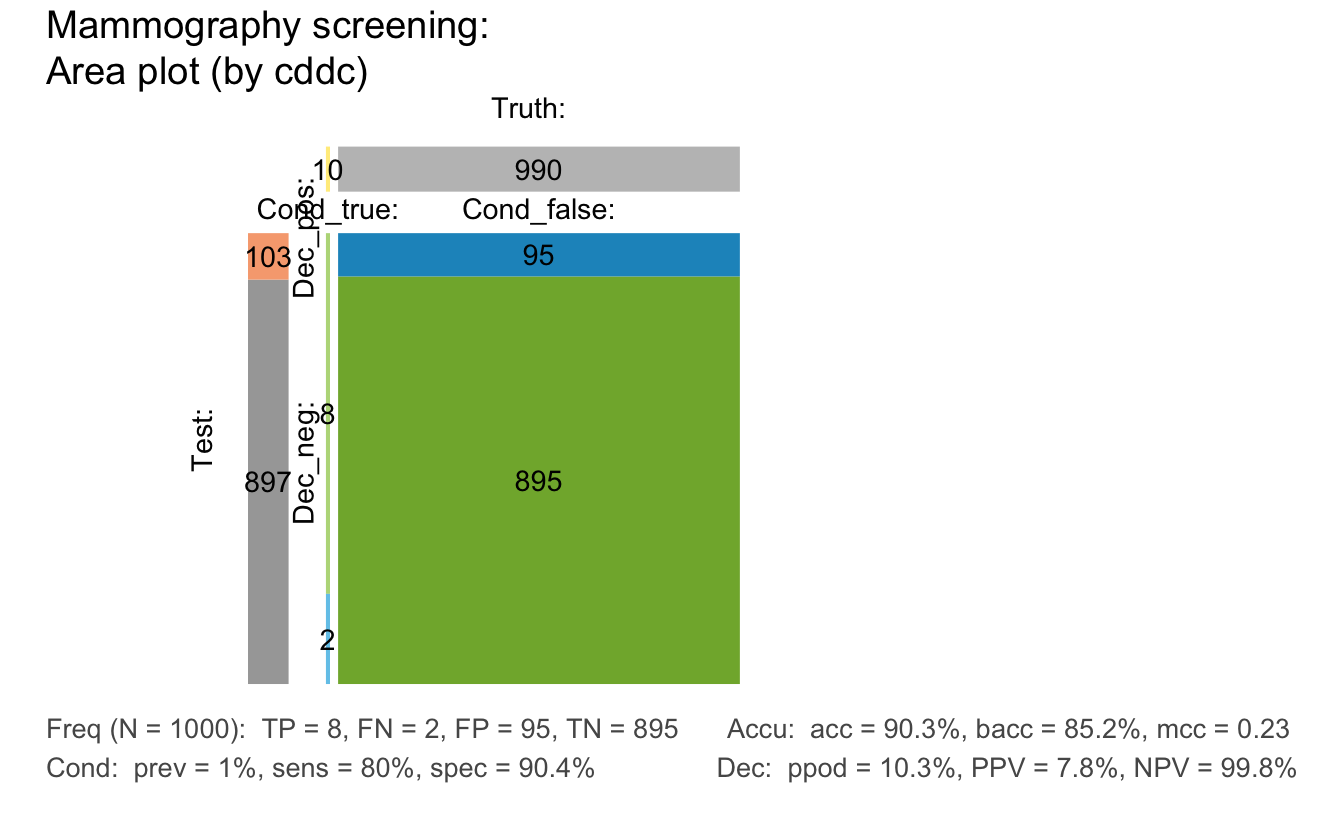 Mammography screening:
Area plot (by cddc)
Truth:
10
990
Cond_true:
Cond_false:
Dec_pos:
103
95
Test:
Dec_neg:
8
897
895
2
Freq (N = 1000):  TP = 8, FN = 2, FP = 95, TN = 895
Accu:  acc = 90.3%, bacc = 85.2%, mcc = 0.23
Cond:  prev = 1%, sens = 80%, spec = 90.4%
Dec:  ppod = 10.3%, PPV = 7.8%, NPV = 99.8%